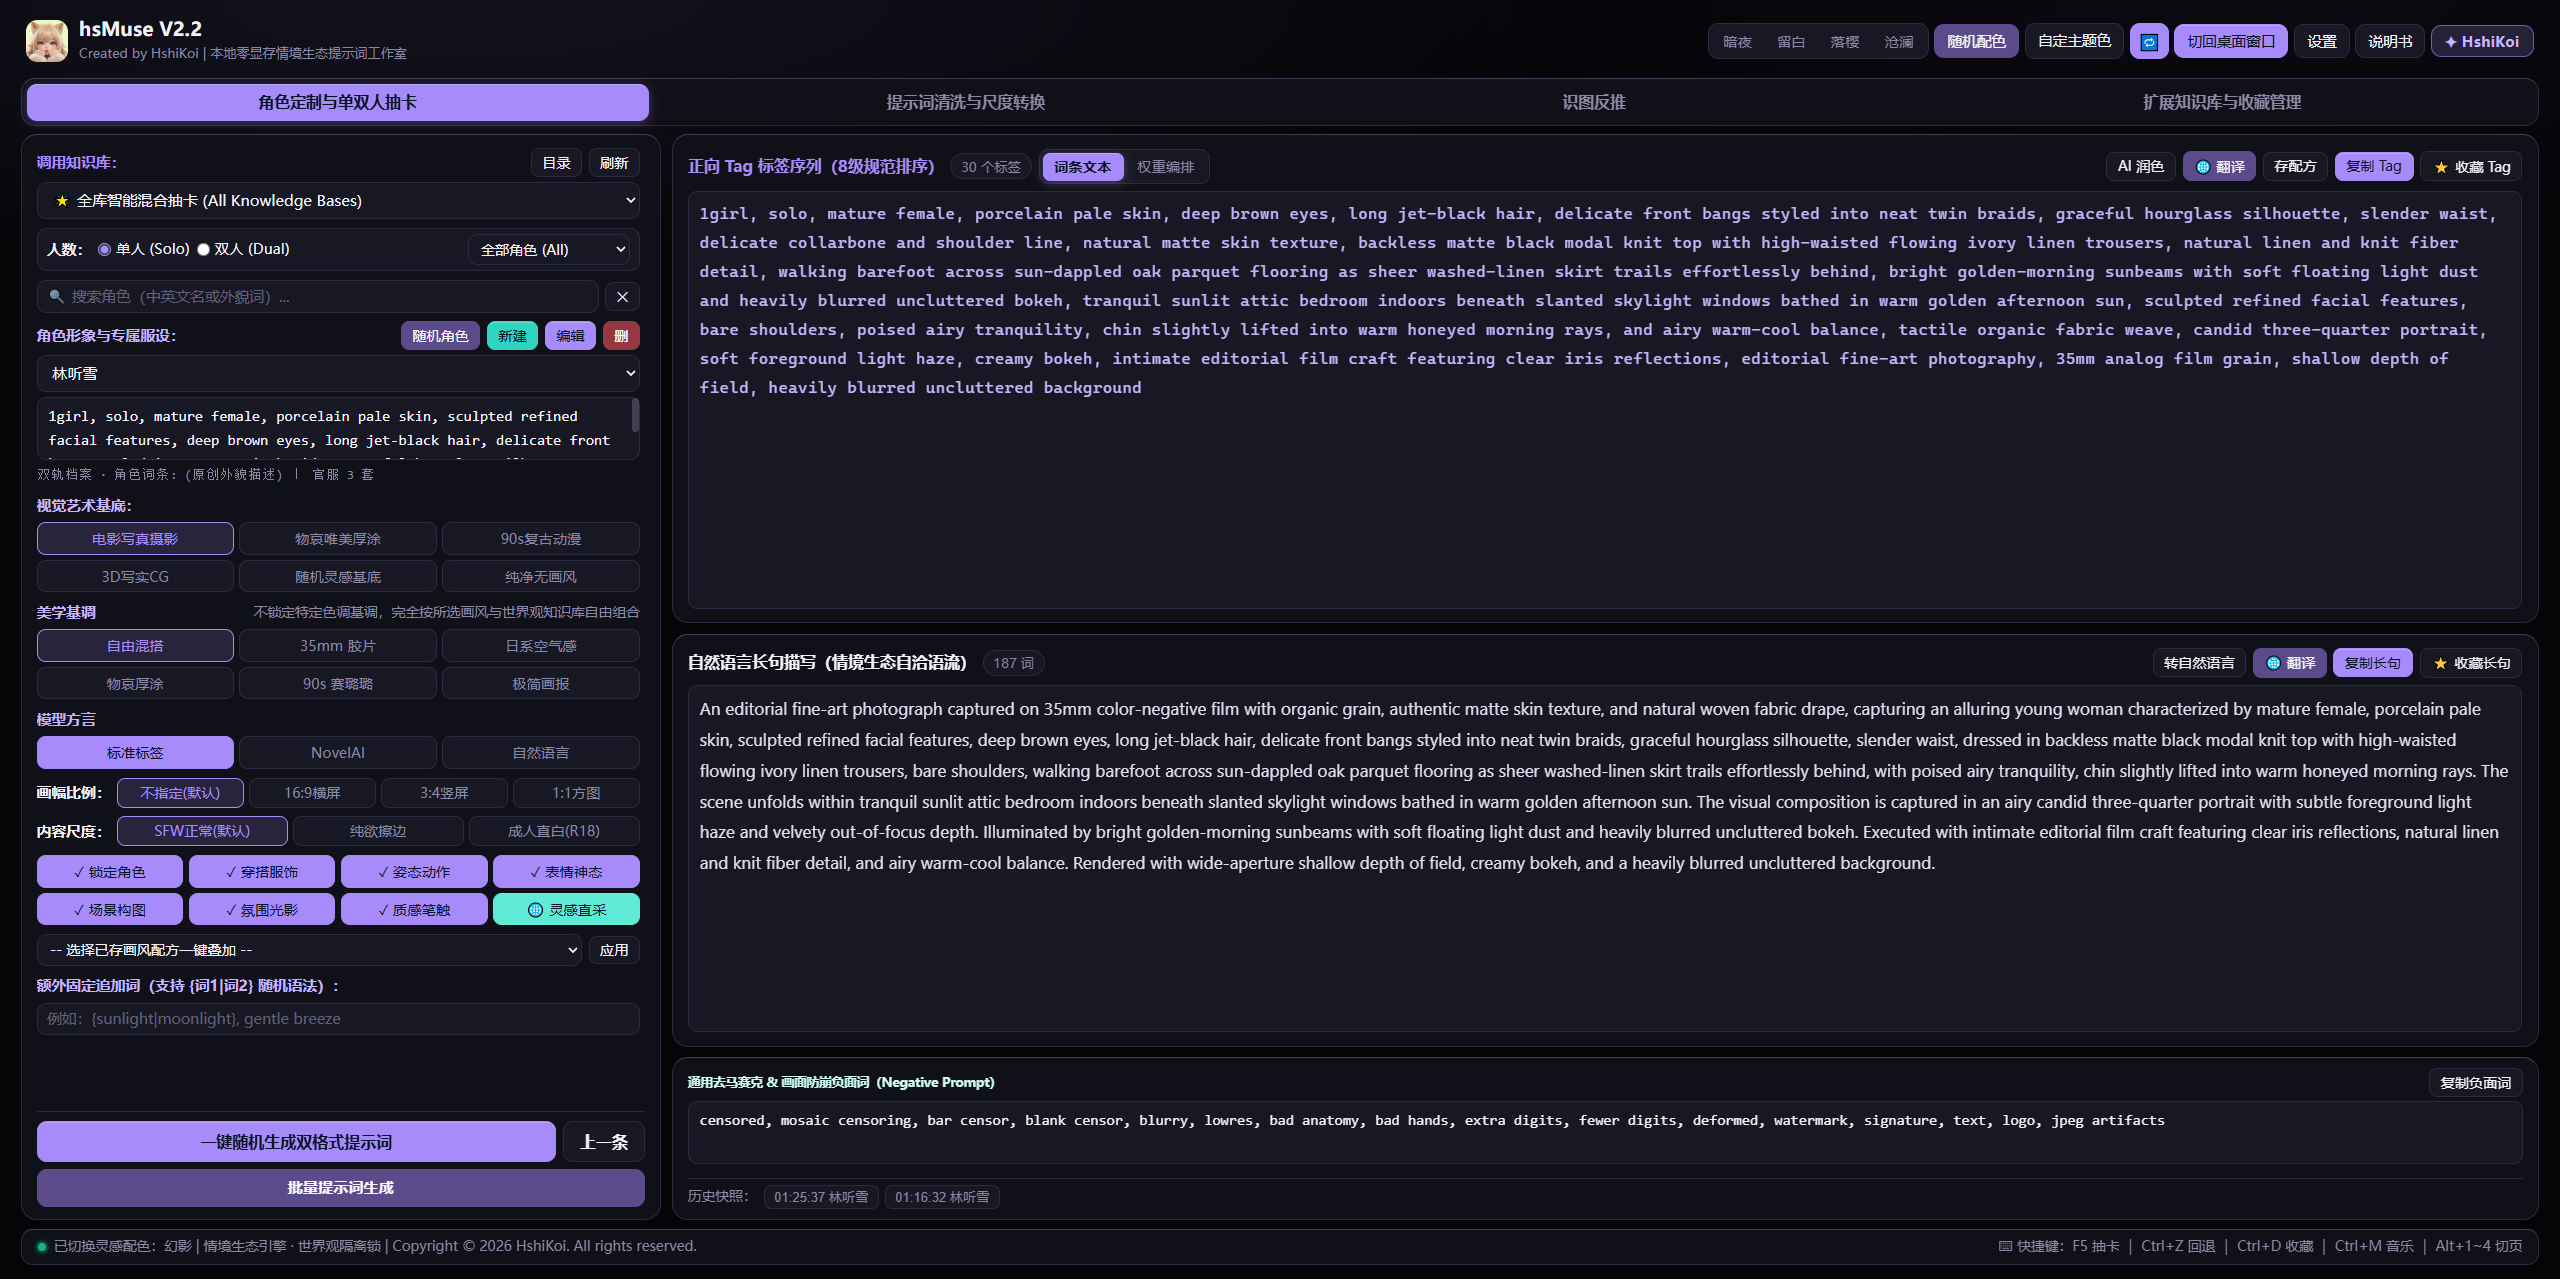 hsMuse V2.2
Created by HshiKoi | 本地零显存情境生态提示词工作室
暗夜 留白 落樱 沧澜 随机配色 自定主题色 切回桌面窗口 设置 说明书 ✦ HshiKoi
角色定制与单双人抽卡 提示词清洗与尺度转换 识图反推 扩展知识库与收藏管理
调用知识库: 目录 刷新
★ 全库智能混合抽卡 (All Knowledge Bases)
人数: 单人 (Solo) 双人 (Dual) 全部角色 (All)
搜索角色（中英文名或外貌词）... ✕
角色形象与专属服设: 随机角色 新建 编辑 删
林听雪
1girl, solo, mature female, porcelain pale skin, sculpted refined
facial features, deep brown eyes, long jet-black hair, delicate front
双轨档案 · 角色词条: (原创外貌描述) | 官服 3 套
视觉艺术基底:
电影写真摄影 物哀唯美厚涂 90s复古动漫
3D写实CG 随机灵感基底 纯净无画风
美学基调 不锁定特定色调基调，完全按所选画风与世界观知识库自由组合
自由混搭 35mm 胶片 日系空气感
物哀厚涂 90s 赛璐璐 极简画报
模型方言
标准标签 NovelAI 自然语言
画幅比例: 不指定(默认) 16:9横屏 3:4竖屏 1:1方图
内容尺度: SFW正常(默认) 纯欲擦边 成人直白(R18)
✓ 锁定角色 ✓ 穿搭服饰 ✓ 姿态动作 ✓ 表情神态
✓ 场景构图 ✓ 氛围光影 ✓ 质感笔触 灵感直采
-- 选择已存画风配方一键叠加 -- 应用
额外固定追加词（支持 {词1|词2} 随机语法）:
例如: {sunlight|moonlight}, gentle breeze
一键随机生成双格式提示词 上一条
批量提示词生成
正向 Tag 标签序列（8级规范排序） 30 个标签 词条文本 权重编排 AI 润色 翻译 存配方 复制 Tag ★ 收藏 Tag
1girl, solo, mature female, porcelain pale skin, deep brown eyes, long jet-black hair, delicate front bangs styled into neat twin braids, graceful hourglass silhouette, slender waist,
delicate collarbone and shoulder line, natural matte skin texture, backless matte black modal knit top with high-waisted flowing ivory linen trousers, natural linen and knit fiber
detail, walking barefoot across sun-dappled oak parquet flooring as sheer washed-linen skirt trails effortlessly behind, bright golden-morning sunbeams with soft floating light dust
and heavily blurred uncluttered bokeh, tranquil sunlit attic bedroom indoors beneath slanted skylight windows bathed in warm golden afternoon sun, sculpted refined facial features,
bare shoulders, poised airy tranquility, chin slightly lifted into warm honeyed morning rays, and airy warm-cool balance, tactile organic fabric weave, candid three-quarter portrait,
soft foreground light haze, creamy bokeh, intimate editorial film craft featuring clear iris reflections, editorial fine-art photography, 35mm analog film grain, shallow depth of
field, heavily blurred uncluttered background
自然语言长句描写（情境生态自洽语流） 187 词 转自然语言 翻译 复制长句 ★ 收藏长句
An editorial fine-art photograph captured on 35mm color-negative film with organic grain, authentic matte skin texture, and natural woven fabric drape, capturing an alluring young woman characterized by mature female, porcelain pale
skin, sculpted refined facial features, deep brown eyes, long jet-black hair, delicate front bangs styled into neat twin braids, graceful hourglass silhouette, slender waist, dressed in backless matte black modal knit top with high-waisted
flowing ivory linen trousers, bare shoulders, walking barefoot across sun-dappled oak parquet flooring as sheer washed-linen skirt trails effortlessly behind, with poised airy tranquility, chin slightly lifted into warm honeyed morning rays. The
scene unfolds within tranquil sunlit attic bedroom indoors beneath slanted skylight windows bathed in warm golden afternoon sun. The visual composition is captured in an airy candid three-quarter portrait with subtle foreground light
haze and velvety out-of-focus depth. Illuminated by bright golden-morning sunbeams with soft floating light dust and heavily blurred uncluttered bokeh. Executed with intimate editorial film craft featuring clear iris reflections, natural linen
and knit fiber detail, and airy warm-cool balance. Rendered with wide-aperture shallow depth of field, creamy bokeh, and a heavily blurred uncluttered background.
通用去马赛克 & 画面防崩负面词（Negative Prompt） 复制负面词
censored, mosaic censoring, bar censor, blank censor, blurry, lowres, bad anatomy, bad hands, extra digits, fewer digits, deformed, watermark, signature, text, logo, jpeg artifacts
历史快照: 01:25:37 林听雪 01:16:32 林听雪
已切换灵感配色: 幻影 | 情境生态引擎 · 世界观隔离锁 | Copyright © 2026 HshiKoi. All rights reserved. 快捷键: F5 抽卡 | Ctrl+Z 回退 | Ctrl+D 收藏 | Ctrl+M 音乐 | Alt+1~4 切页